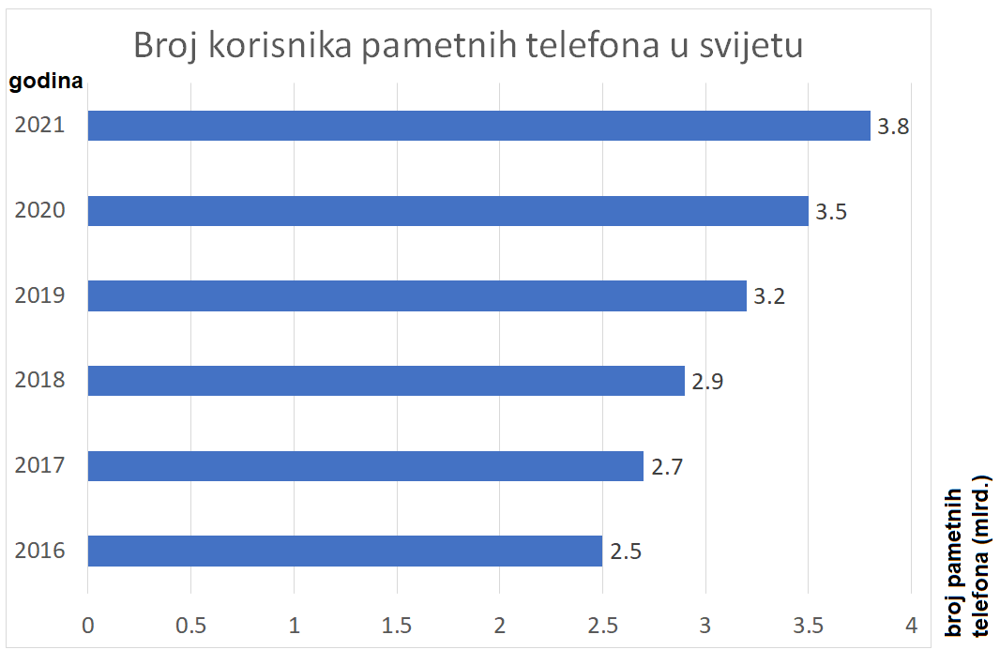 Broj korisnika pametnih telefona u svijetu
godina
2021
3.8
2020
3.5
2019
3.2
2018
2.9
2017
2.7
2016
2.5
0 0.5 1 1.5 2 2.5 3 3.5 4
broj pametnih
telefona (mlrd.)